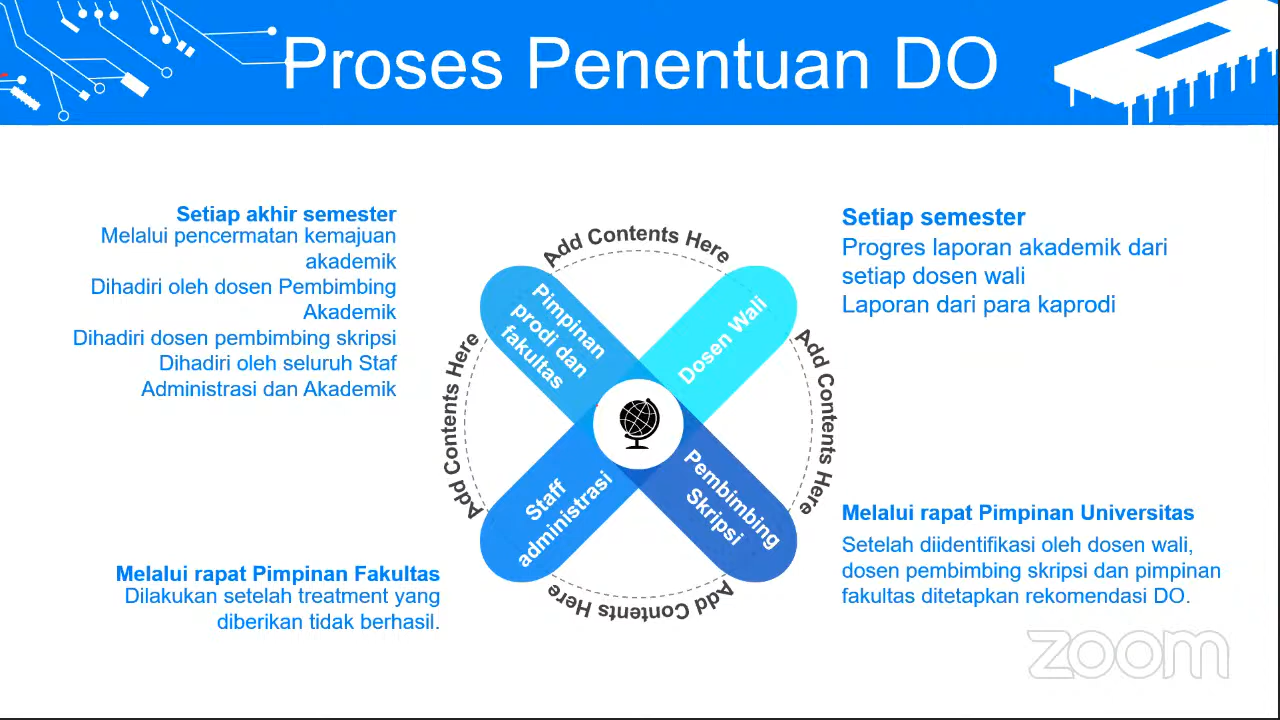 Proses Penentuan DO
Setiap akhir semester
Melalui pencermatan kemajuan
akademik
Dihadiri oleh dosen Pembimbing
Akademik
Dihadiri dosen pembimbing skripsi
Dihadiri oleh seluruh Staf
Administrasi dan Akademik
Setiap semester
Progres laporan akademik dari
setiap dosen wali
Laporan dari para kaprodi
Add Contents Here
Add Contents Here
Add Contents Here
Add Contents Here
Pimpinan
prodi dan
fakultas
Dosen Wali
Staff
administrasi
Pembimbing
Skripsi
Melalui rapat Pimpinan Fakultas
Dilakukan setelah treatment yang
diberikan tidak berhasil.
Melalui rapat Pimpinan Universitas
Setelah diidentifikasi oleh dosen wali,
dosen pembimbing skripsi dan pimpinan
fakultas ditetapkan rekomendasi DO.
zoom